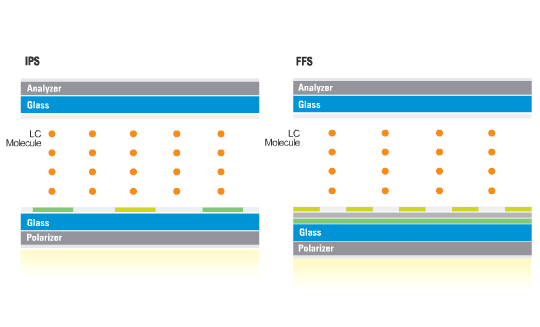 IPS
Analyzer
Glass
LC
Molecule
Glass
Polarizer
FFS
Analyzer
Glass
LC
Molecule
Glass
Polarizer